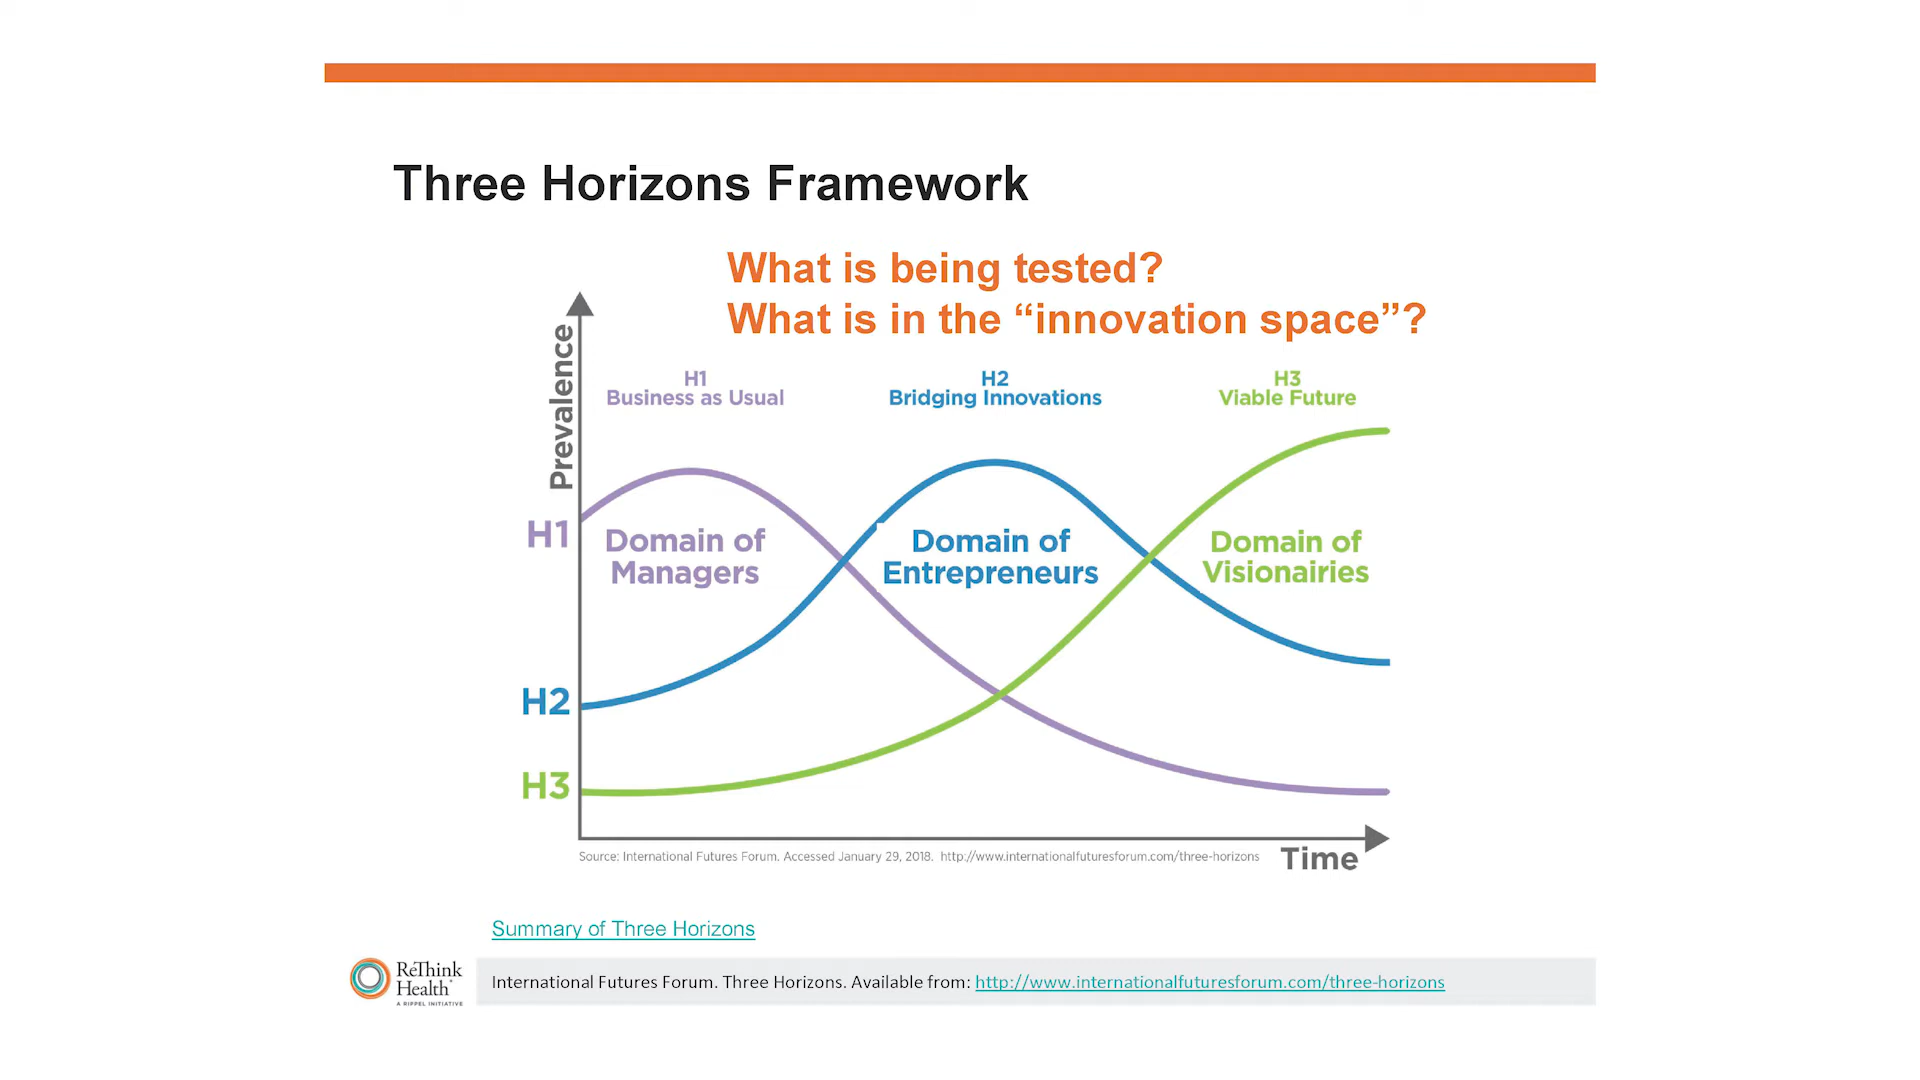 Three Horizons Framework
What is being tested?
What is in the “innovation space”?
Prevalence
H1
Business as Usual
H2
Bridging Innovations
H3
Viable Future
H1
Domain of
Managers
Domain of
Entrepreneurs
Domain of
Visionairies
H2
H3
Source: International Futures Forum. Accessed January 29, 2018. http://www.internationalfuturesforum.com/three-horizons
Time
Summary of Three Horizons
ReThink
Health
A RIPPEL INITIATIVE
International Futures Forum. Three Horizons. Available from: http://www.internationalfuturesforum.com/three-horizons